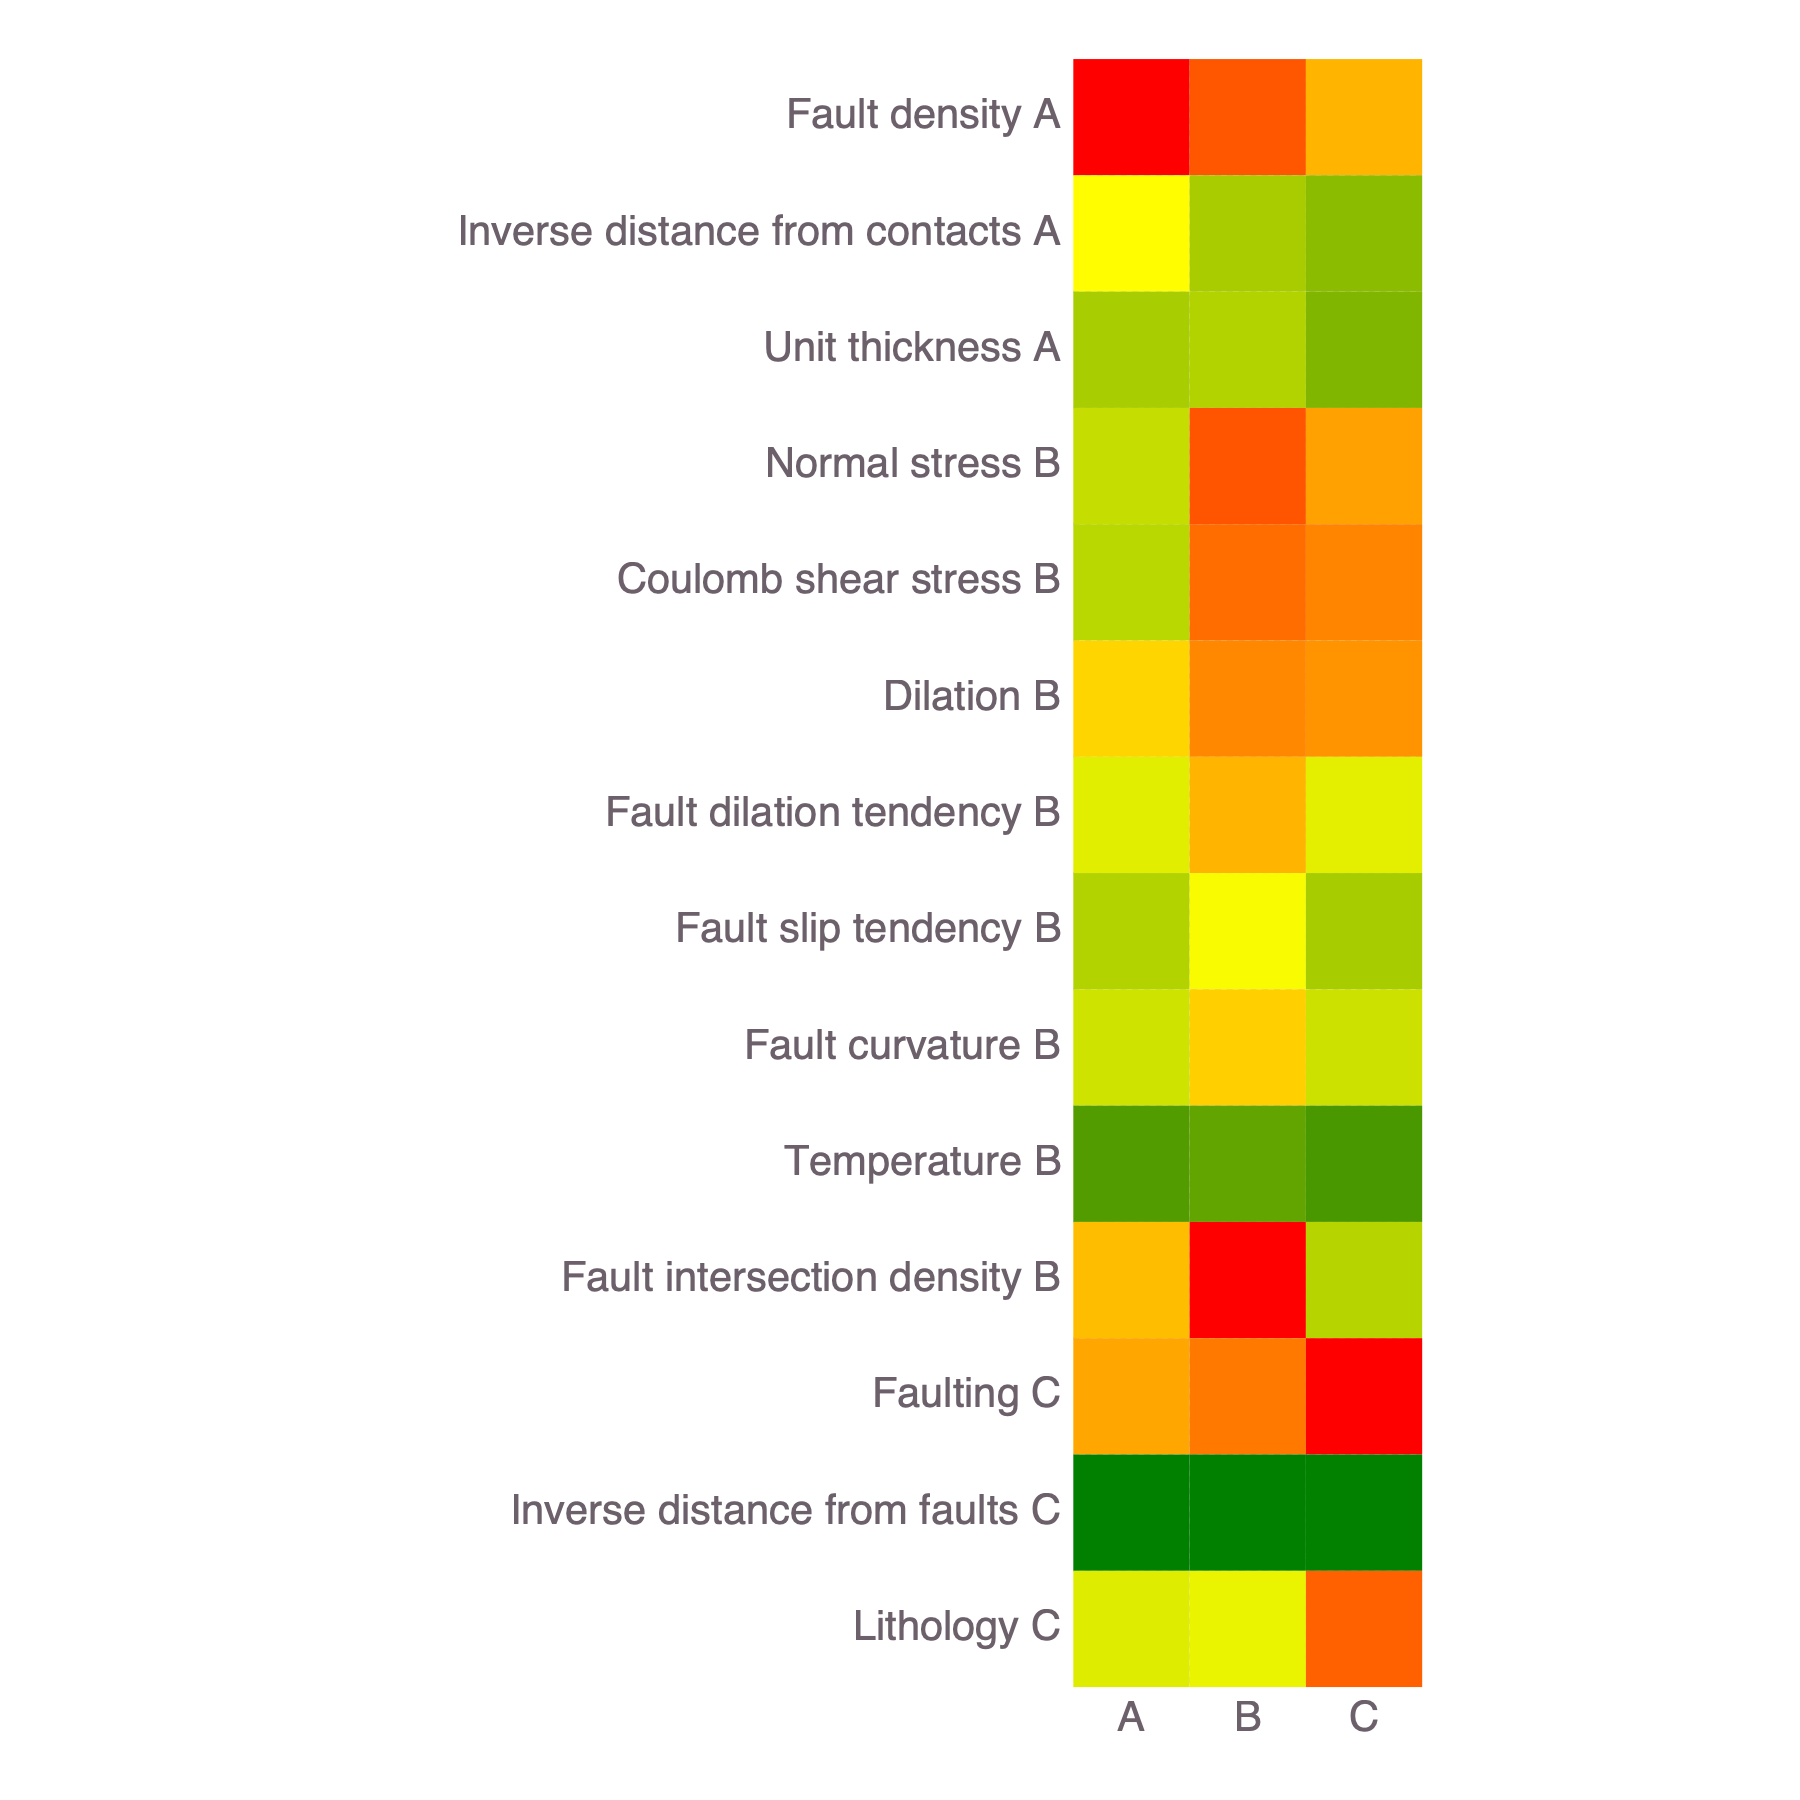 Fault density A
Inverse distance from contacts A
Unit thickness A
Normal stress B
Coulomb shear stress B
Dilation B
Fault dilation tendency B
Fault slip tendency B
Fault curvature B
Temperature B
Fault intersection density B
Faulting C
Inverse distance from faults C
Lithology C
A B C